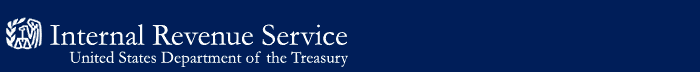 Internal Revenue Service
United States Department of the Treasury